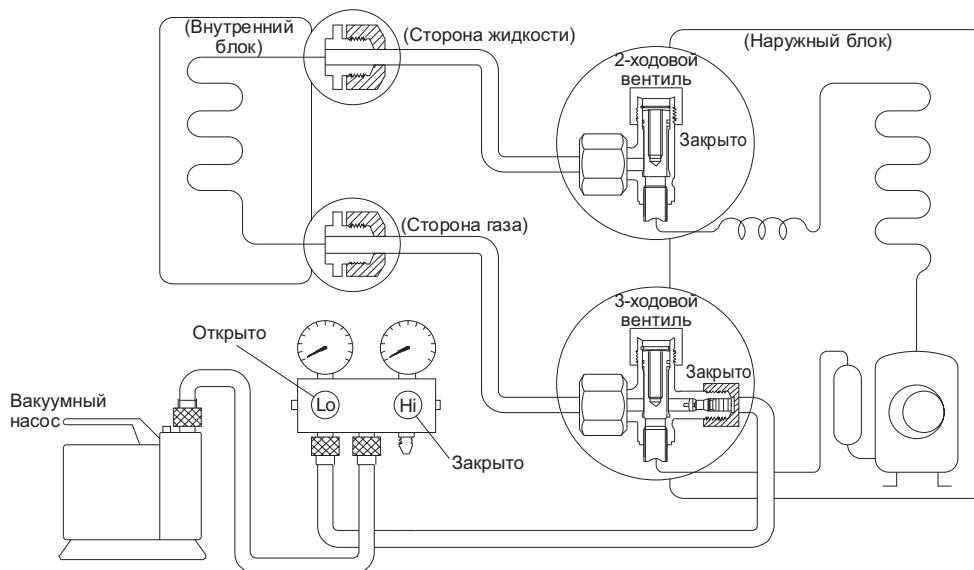 (Внутренний
блок)
(Сторона жидкости)
(Наружный блок)
2-ходовой
вентиль
Закрыто
(Сторона газа)
3-ходовой
вентиль
Закрыто
Открыто
Lo
Hi
Вакуумный
насос
Закрыто